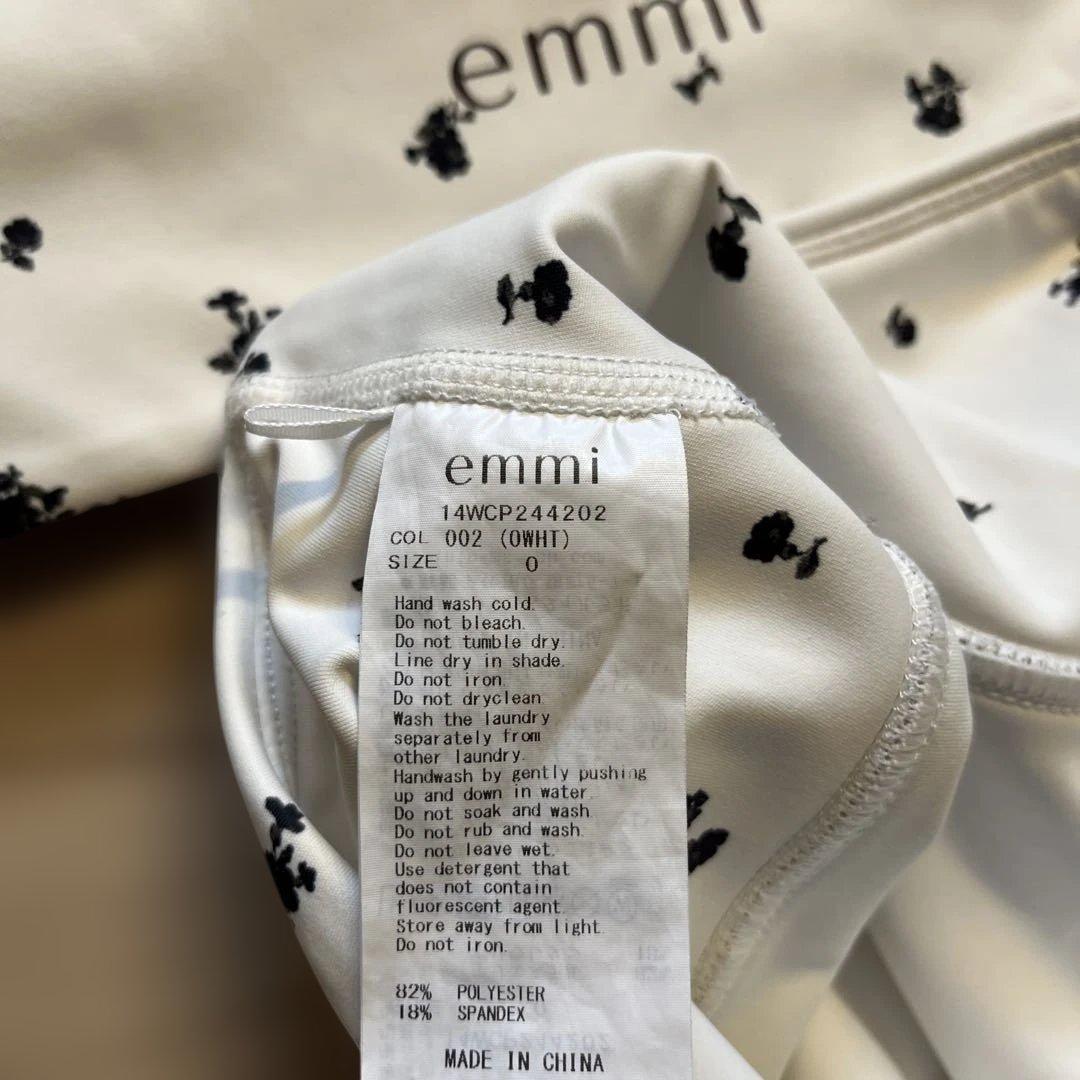 emmi
emmi
14WCP244202
COL 002 (OWHT)
SIZE 0
Hand wash cold.
Do not bleach.
Do not tumble dry.
Line dry in shade.
Do not iron.
Do not dryclean
Wash the laundry
separately from
other laundry.
Handwash by gently pushing
up and down in water.
Do not soak and wash.
Do not rub and wash.
Do not leave wet.
Use detergent that
does not contain
fluorescent agent.
Store away from light.
Do not iron.
82% POLYESTER
18% SPANDEX
MADE IN CHINA